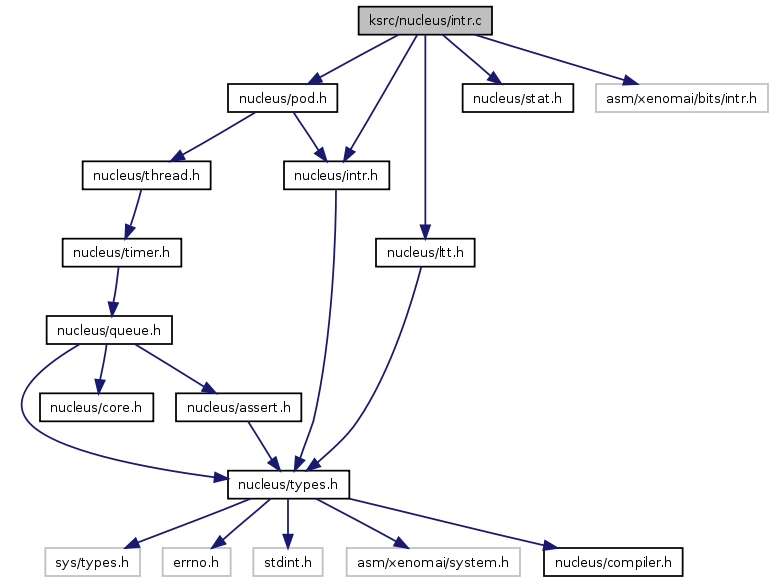 ksrc/nucleus/intr.c
nucleus/pod.h
nucleus/stat.h
asm/xenomai/bits/intr.h
nucleus/thread.h
nucleus/intr.h
nucleus/timer.h
nucleus/ltt.h
nucleus/queue.h
nucleus/core.h
nucleus/assert.h
nucleus/types.h
sys/types.h
errno.h
stdint.h
asm/xenomai/system.h
nucleus/compiler.h